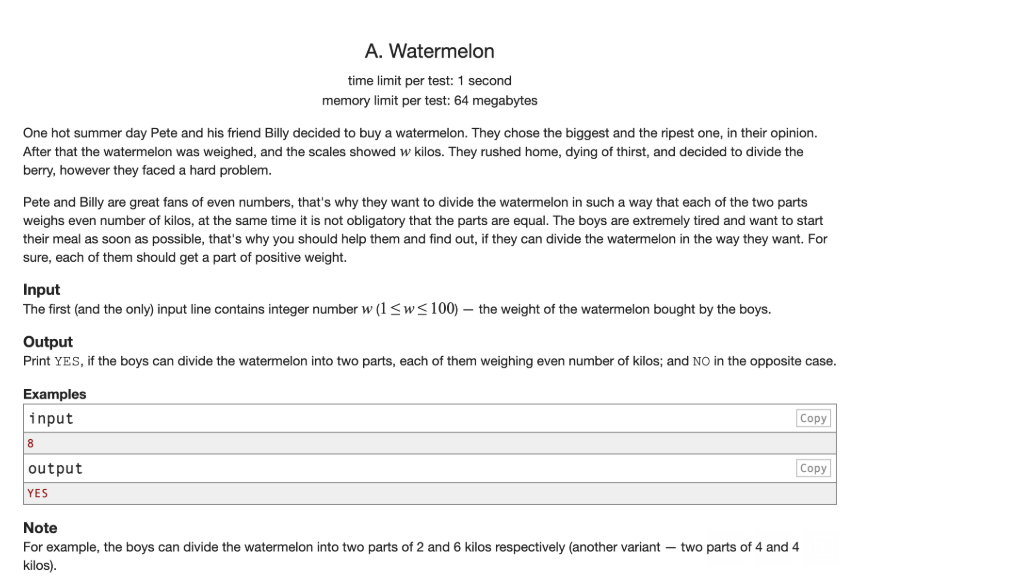 A. Watermelon
time limit per test: 1 second
memory limit per test: 64 megabytes
One hot summer day Pete and his friend Billy decided to buy a watermelon. They chose the biggest and the ripest one, in their opinion.
After that the watermelon was weighed, and the scales showed w kilos. They rushed home, dying of thirst, and decided to divide the
berry, however they faced a hard problem.
Pete and Billy are great fans of even numbers, that's why they want to divide the watermelon in such a way that each of the two parts
weighs even number of kilos, at the same time it is not obligatory that the parts are equal. The boys are extremely tired and want to start
their meal as soon as possible, that's why you should help them and find out, if they can divide the watermelon in the way they want. For
sure, each of them should get a part of positive weight.
Input
The first (and the only) input line contains integer number w (1 ≤ w ≤ 100) — the weight of the watermelon bought by the boys.
Output
Print YES, if the boys can divide the watermelon into two parts, each of them weighing even number of kilos; and NO in the opposite case.
Examples
input Copy
8
output Copy
YES
Note
For example, the boys can divide the watermelon into two parts of 2 and 6 kilos respectively (another variant — two parts of 4 and 4
kilos).